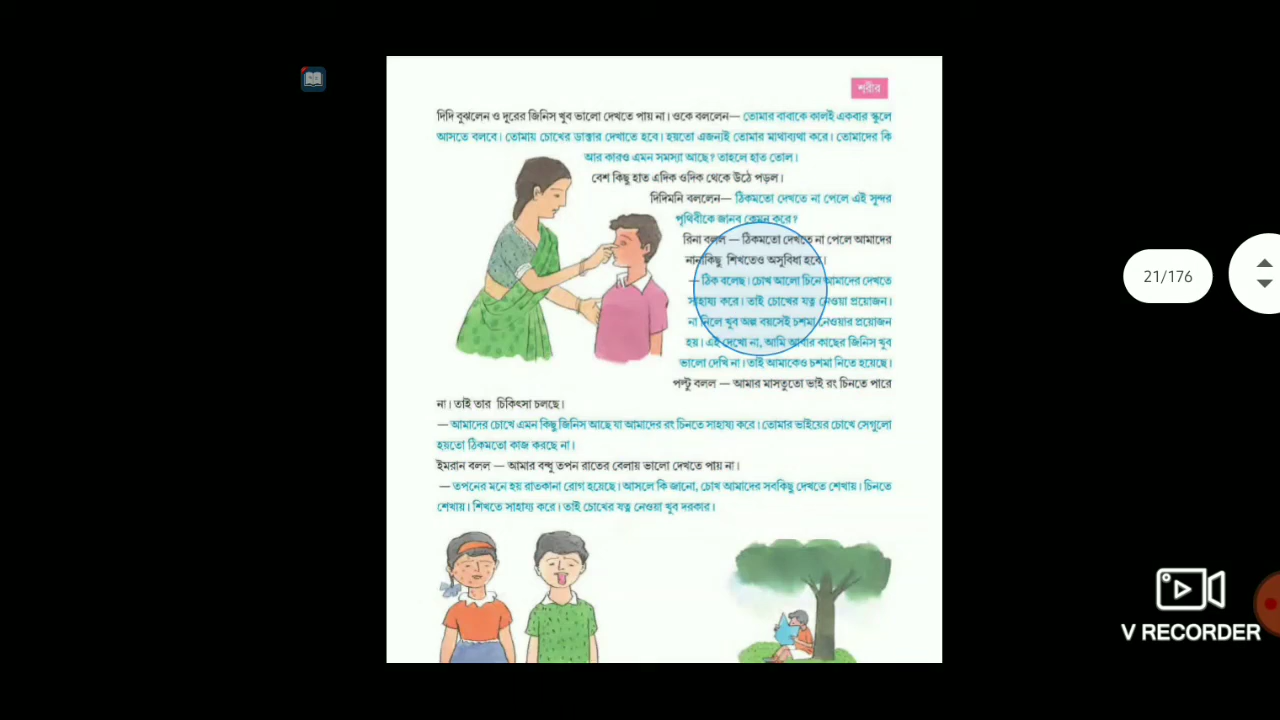 শরীর
দিদি বুঝলেন ও দূরের জিনিস খুব ভালো দেখতে পায় না। ওকে বললেন— তোমার বাবাকে কালই একবার স্কুলে
আসতে বলবে। তোমায় চোখের ডাক্তার দেখাতে হবে। হয়তো এজন্যই তোমার মাথাব্যথা করে। তোমাদের কি
আর কারও এমন সমস্যা আছে? তাহলে হাত তোল।
বেশ কিছু হাত এদিক ওদিক থেকে উঠে পড়ল।
দিদিমনি বললেন— ঠিকমতো দেখতে না পেলে এই সুন্দর
পৃথিবীকে জানব কেমন করে?
রিনা বলল — ঠিকমতো দেখতে না পেলে আমাদের
নানাকিছু শিখতেও অসুবিধা হবে।
— ঠিক বলেছ। চোখ আলো চিনে আমাদের দেখতে
সাহায্য করে। তাই চোখের যত্ন নেওয়া প্রয়োজন।
না নিলে খুব অল্প বয়সেই চশমা নেওয়ার প্রয়োজন
হয়। এই দেখো না, আমি আবার কাছের জিনিস খুব
ভালো দেখি না। তাই আমাকেও চশমা নিতে হয়েছে।
পল্টু বলল — আমার মাসতুতো ভাই রং চিনতে পারে
না। তাই তার চিকিৎসা চলছে।
— আমাদের চোখে এমন কিছু জিনিস আছে যা আমাদের রং চিনতে সাহায্য করে। তোমার ভাইয়ের চোখে সেগুলো
হয়তো ঠিকমতো কাজ করছে না।
ইমরান বলল — আমার বন্ধু তপন রাতের বেলায় ভালো দেখতে পায় না।
— তপনের মনে হয় রাতকানা রোগ হয়েছে। আসলে কি জানো, চোখ আমাদের সবকিছু দেখতে শেখায়। চিনতে
শেখায়। শিখতে সাহায্য করে। তাই চোখের যত্ন নেওয়া খুব দরকার।
21/176
V RECORDER